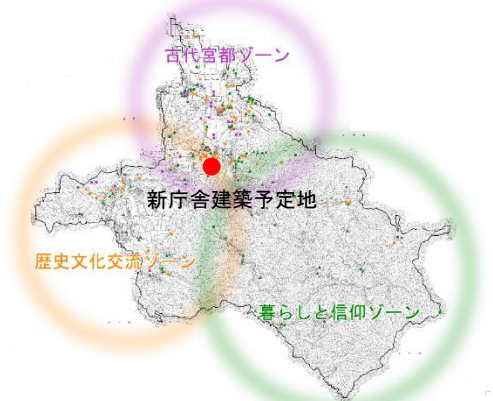 古代宮都ゾーン
新庁舎建築予定地
歴史文化交流ゾーン
暮らしと信仰ゾーン